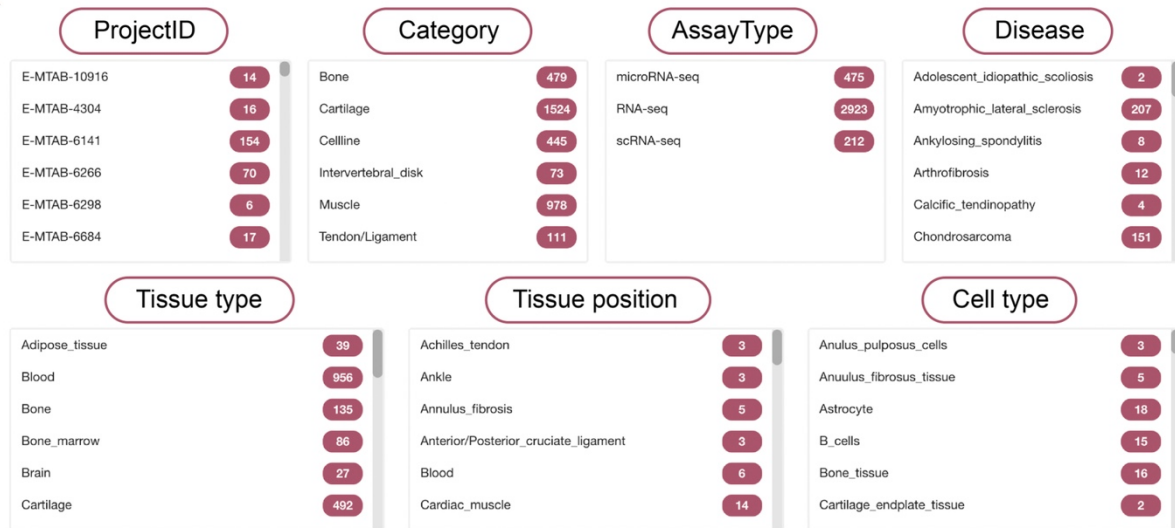 ProjectID
E-MTAB-10916 14
E-MTAB-4304 16
E-MTAB-6141 154
E-MTAB-6266 70
E-MTAB-6298 6
E-MTAB-6684 17
Category
Bone 479
Cartilage 1524
Cellline 445
Intervertebral_disk 73
Muscle 978
Tendon/Ligament 111
AssayType
microRNA-seq 475
RNA-seq 2923
scRNA-seq 212
Disease
Adolescent_idiopathic_scoliosis 2
Amyotrophic_lateral_sclerosis 207
Ankylosing_spondylitis 8
Arthrofibrosis 12
Calcific_tendinopathy 4
Chondrosarcoma 151
Tissue type
Adipose_tissue 39
Blood 956
Bone 135
Bone_marrow 86
Brain 27
Cartilage 492
Tissue position
Achilles_tendon 3
Ankle 3
Annulus_fibrosis 5
Anterior/Posterior_cruciate_ligament 3
Blood 6
Cardiac_muscle 14
Cell type
Anulus_pulposus_cells 3
Anuulus_fibrosus_tissue 5
Astrocyte 18
B_cells 15
Bone_tissue 16
Cartilage_endplate_tissue 2